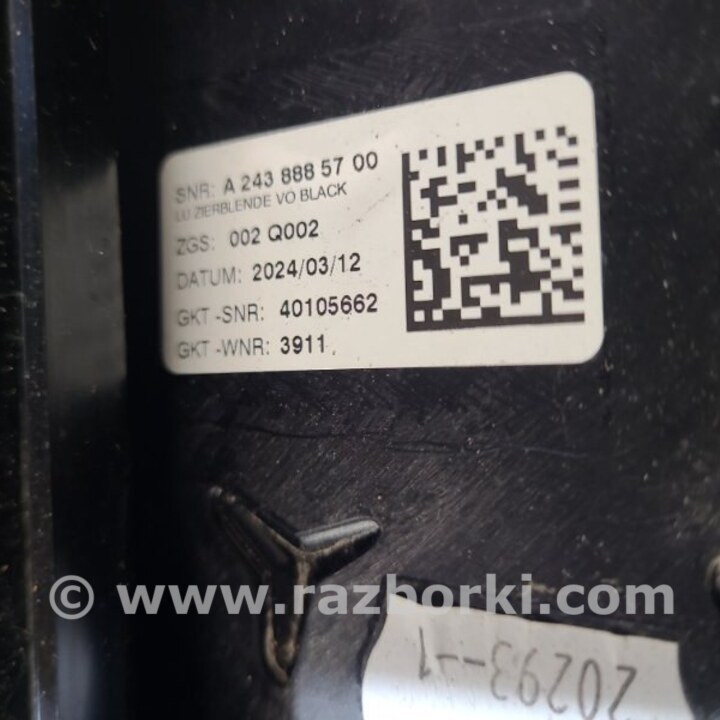 SNR: A 243 888 57 00
LU ZIERBLENDE VO BLACK
ZGS: 002 Q002
DATUM: 2024/03/12
GKT -SNR: 40105662
GKT -WNR: 3911
© www.razborki.com
20293--1